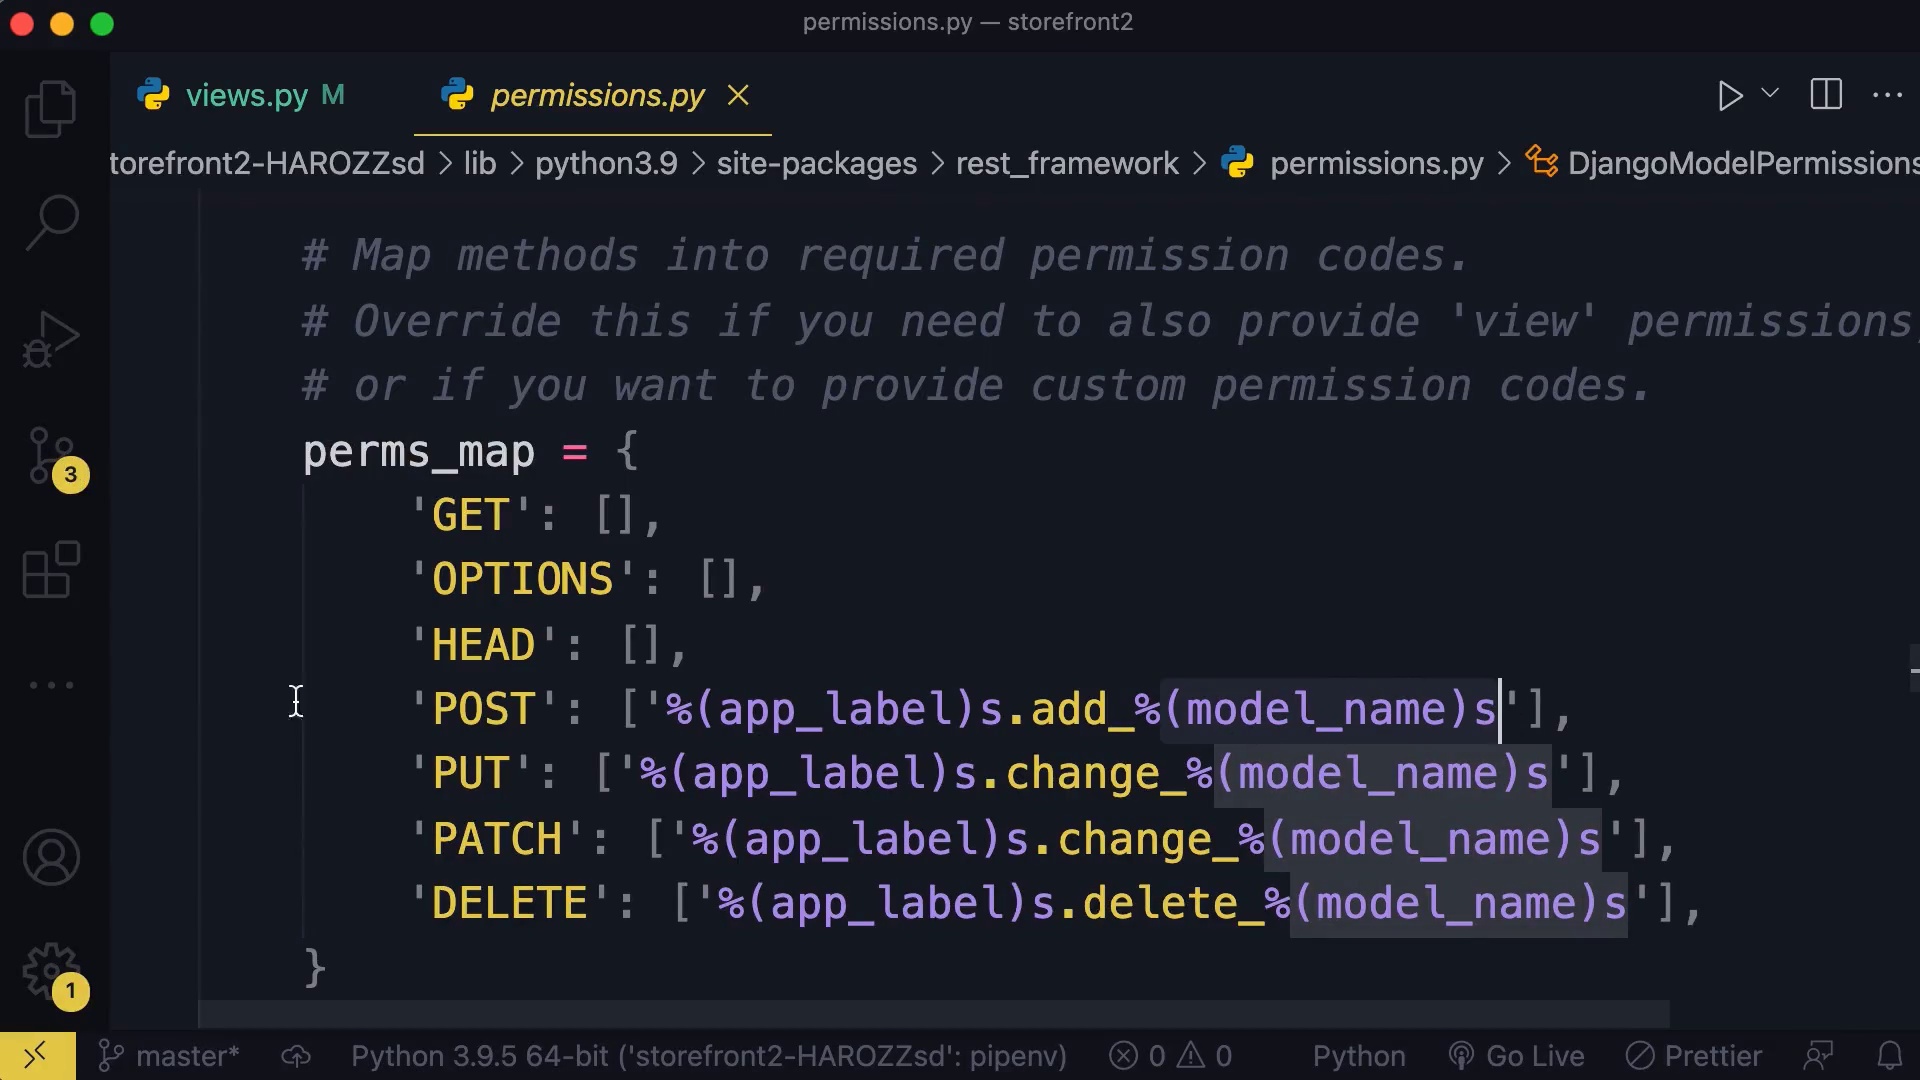 permissions.py — storefront2
views.py M
permissions.py
torefront2-HAROZZsd > lib > python3.9 > site-packages > rest_framework > permissions.py > DjangoModelPermissions
# Map methods into required permission codes.
# Override this if you need to also provide 'view' permissions,
# or if you want to provide custom permission codes.
perms_map = {
'GET': [],
'OPTIONS': [],
'HEAD': [],
'POST': ['%(app_label)s.add_%(model_name)s'],
'PUT': ['%(app_label)s.change_%(model_name)s'],
'PATCH': ['%(app_label)s.change_%(model_name)s'],
'DELETE': ['%(app_label)s.delete_%(model_name)s'],
}
3
1
master* Python 3.9.5 64-bit ('storefront2-HAROZZsd': pipenv) 0 0 Python Go Live Prettier